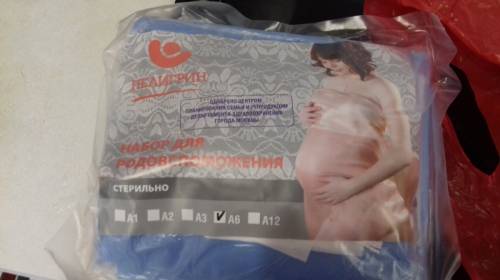 ПЕЛИГРИН
ОДОБРЕНО ЦЕНТРОМ
ПЛАНИРОВАНИЯ СЕМЬИ И РЕПРОДУКЦИИ
ДЕПАРТАМЕНТА ЗДРАВООХРАНЕНИЯ
ГОРОДА МОСКВЫ
НАБОР ДЛЯ
РОДОВСПОМОЖЕНИЯ
СТЕРИЛЬНО
А1 А2 А3 А6 А12